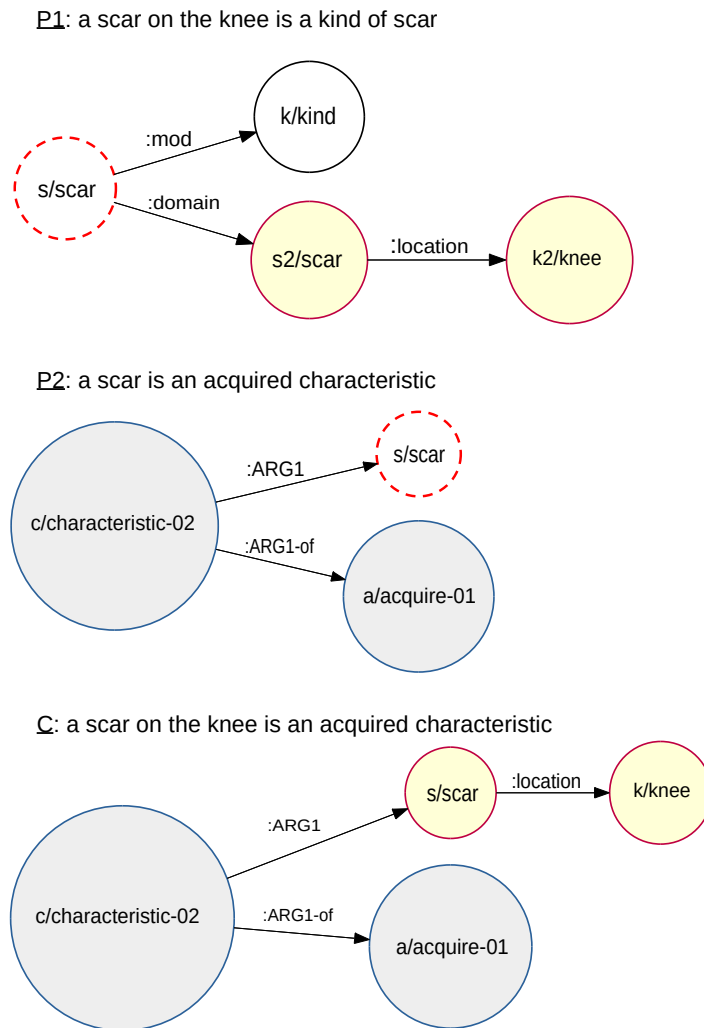 P1: a scar on the knee is a kind of scar
k/kind
:mod
s/scar
:domain
:location
s2/scar
k2/knee
P2: a scar is an acquired characteristic
:ARG1
s/scar
c/characteristic-02
:ARG1-of
a/acquire-01
C: a scar on the knee is an acquired characteristic
:location
s/scar
k/knee
:ARG1
c/characteristic-02
:ARG1-of
a/acquire-01